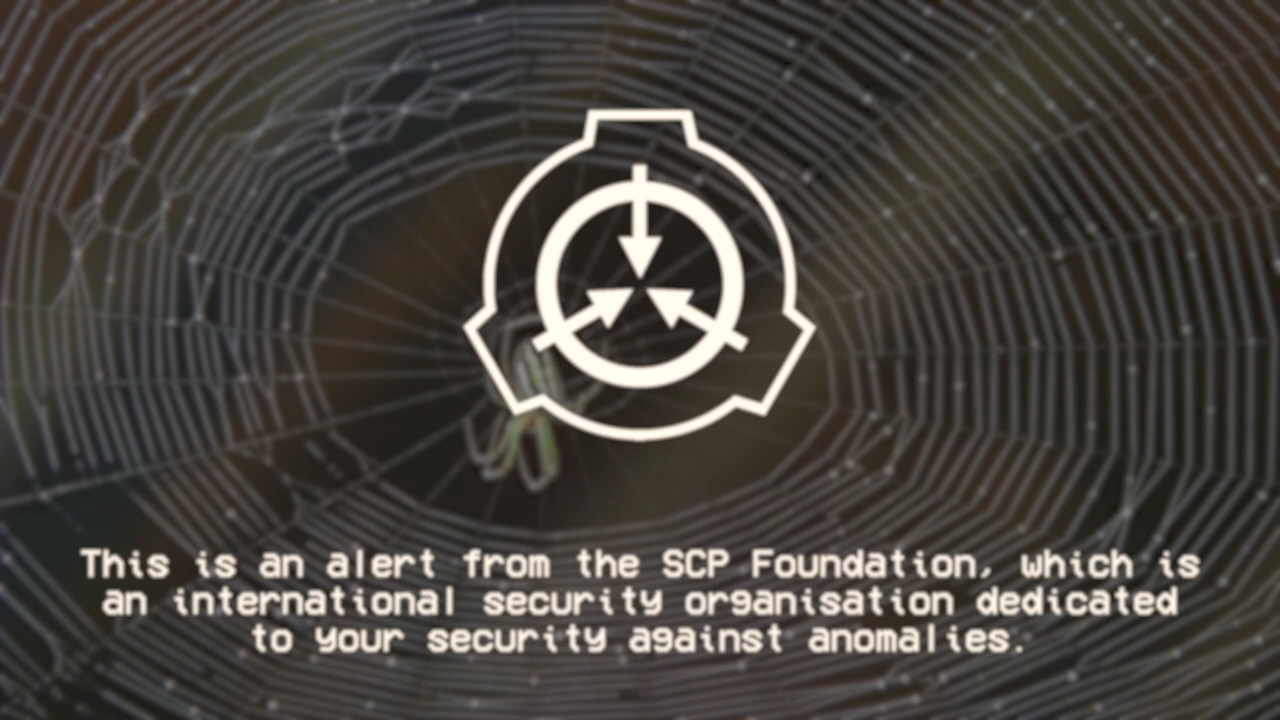 This is an alert from the SCP Foundation, which is
an international security organisation dedicated
to your security against anomalies.